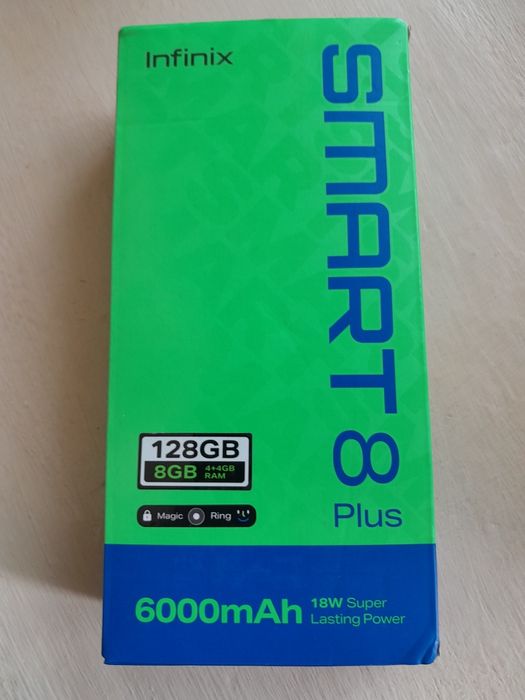 Infinix
SMART 8
Plus
128GB
8GB 4+4GB
RAM
Magic Ring
6000mAh 18W Super
Lasting Power